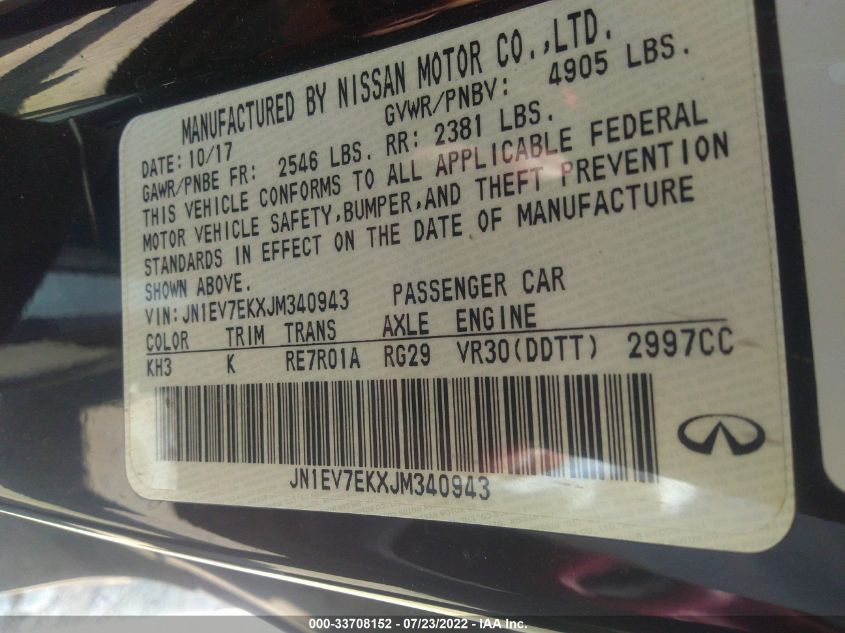 MANUFACTURED BY NISSAN MOTOR CO.,LTD.
DATE: 10/17 GVWR/PNBV: 4905 LBS.
GAWR/PNBE FR: 2546 LBS. RR: 2381 LBS.
THIS VEHICLE CONFORMS TO ALL APPLICABLE FEDERAL
MOTOR VEHICLE SAFETY,BUMPER,AND THEFT PREVENTION
STANDARDS IN EFFECT ON THE DATE OF MANUFACTURE
SHOWN ABOVE.
VIN: JN1EV7EKXJM340943 PASSENGER CAR
COLOR TRIM TRANS AXLE ENGINE
KH3 K RE7R01A RG29 VR30(DDTT) 2997CC
JN1EV7EKXJM340943
000-33708152 - 07/23/2022 - IAA Inc.